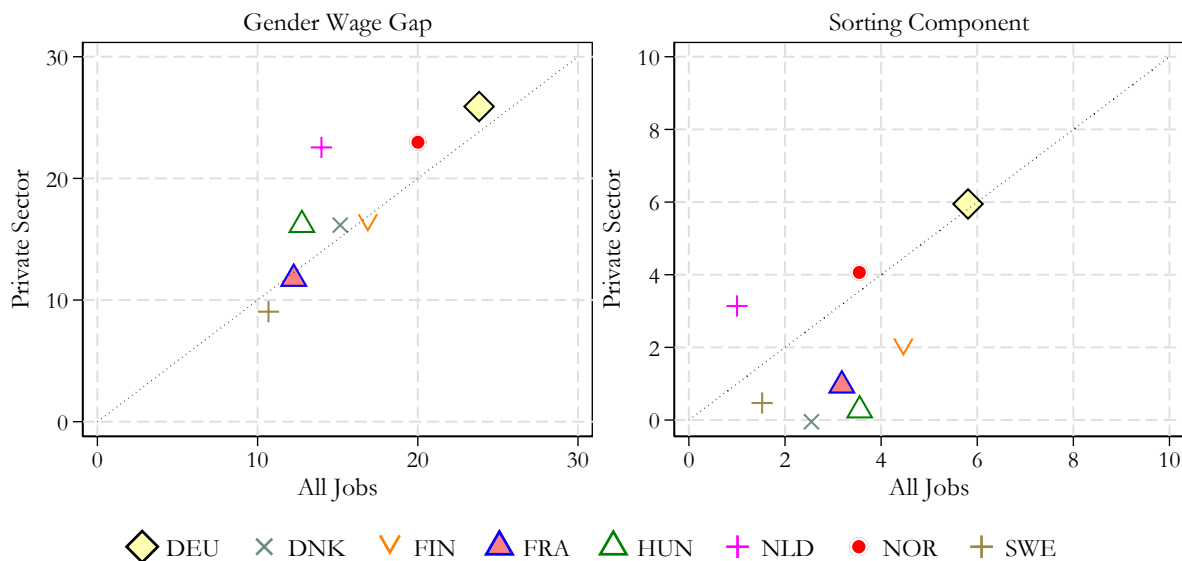 Gender Wage Gap
Private Sector
30
20
10
0
0 10 20 30
All Jobs
Sorting Component
Private Sector
10
8
6
4
2
0
0 2 4 6 8 10
All Jobs
DEU DNK FIN FRA HUN NLD NOR SWE